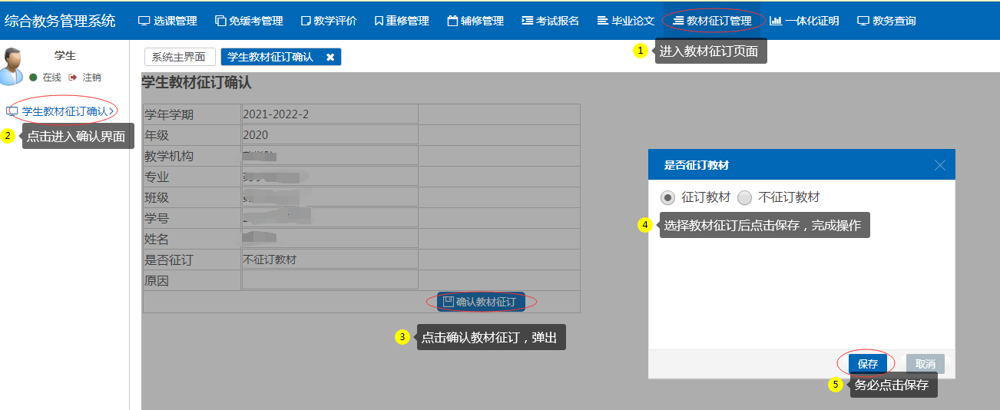 综合教务管理系统
选课管理
免缓考管理
教学评价
重修管理
辅修管理
考试报名
毕业论文
教材征订管理
一体化证明
教务查询
1
进入教材征订页面
学生
在线
注销
系统主界面
学生教材征订确认
学生教材征订确认
2
点击进入确认界面
学生教材征订确认
学年学期 2021-2022-2
年级 2020
教学机构
专业
班级
学号
姓名
是否征订 不征订教材
原因
确认教材征订
3
点击确认教材征订，弹出
是否征订教材
征订教材 不征订教材
4
选择教材征订后点击保存，完成操作
保存
取消
5
务必点击保存